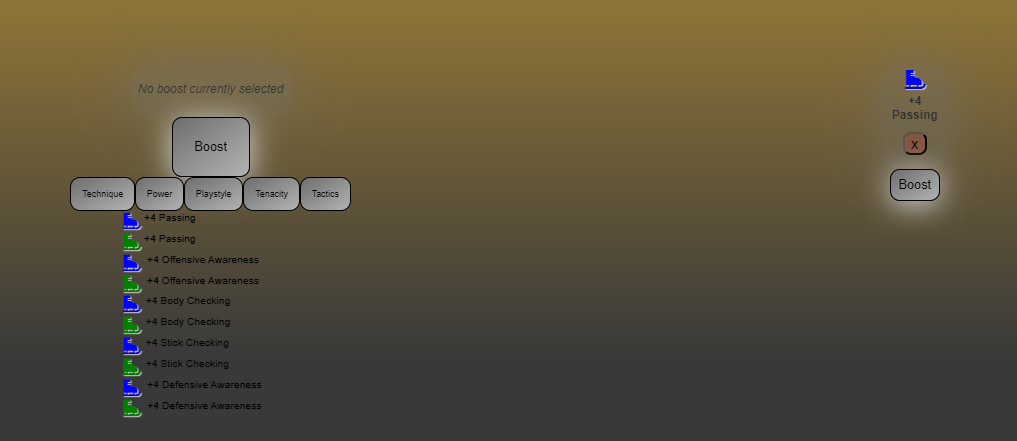 No boost currently selected
Boost
Technique Power Playstyle Tenacity Tactics
+4 Passing
+4 Passing
+4 Offensive Awareness
+4 Offensive Awareness
+4 Body Checking
+4 Body Checking
+4 Stick Checking
+4 Stick Checking
+4 Defensive Awareness
+4 Defensive Awareness
+4
Passing
x
Boost